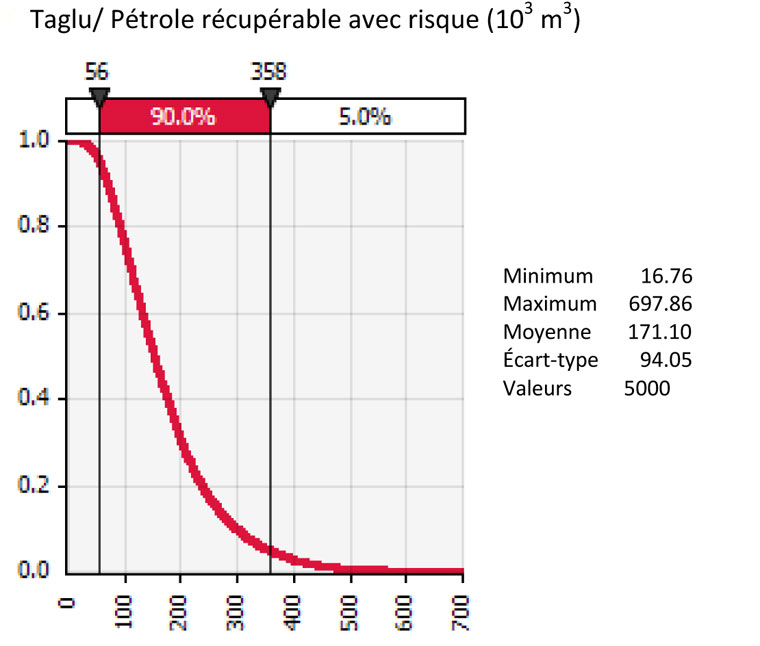 Taglu/ Pétrole récupérable avec risque (10³ m³)
56 358
90.0% 5.0%
1.0
0.8
0.6
0.4
0.2
0.0
0 100 200 300 400 500 600 700
Minimum 16.76
Maximum 697.86
Moyenne 171.10
Écart-type 94.05
Valeurs 5000